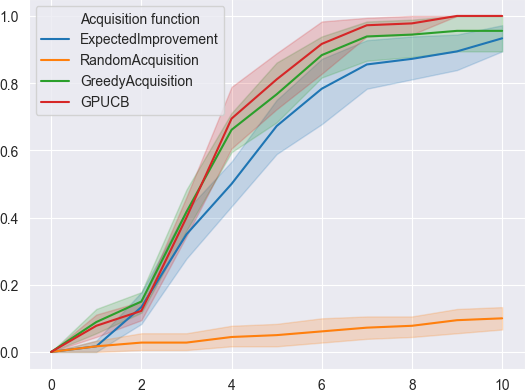 Acquisition function
ExpectedImprovement
RandomAcquisition
GreedyAcquisition
GPUCB
1.0
0.8
0.6
0.4
0.2
0.0
0 2 4 6 8 10